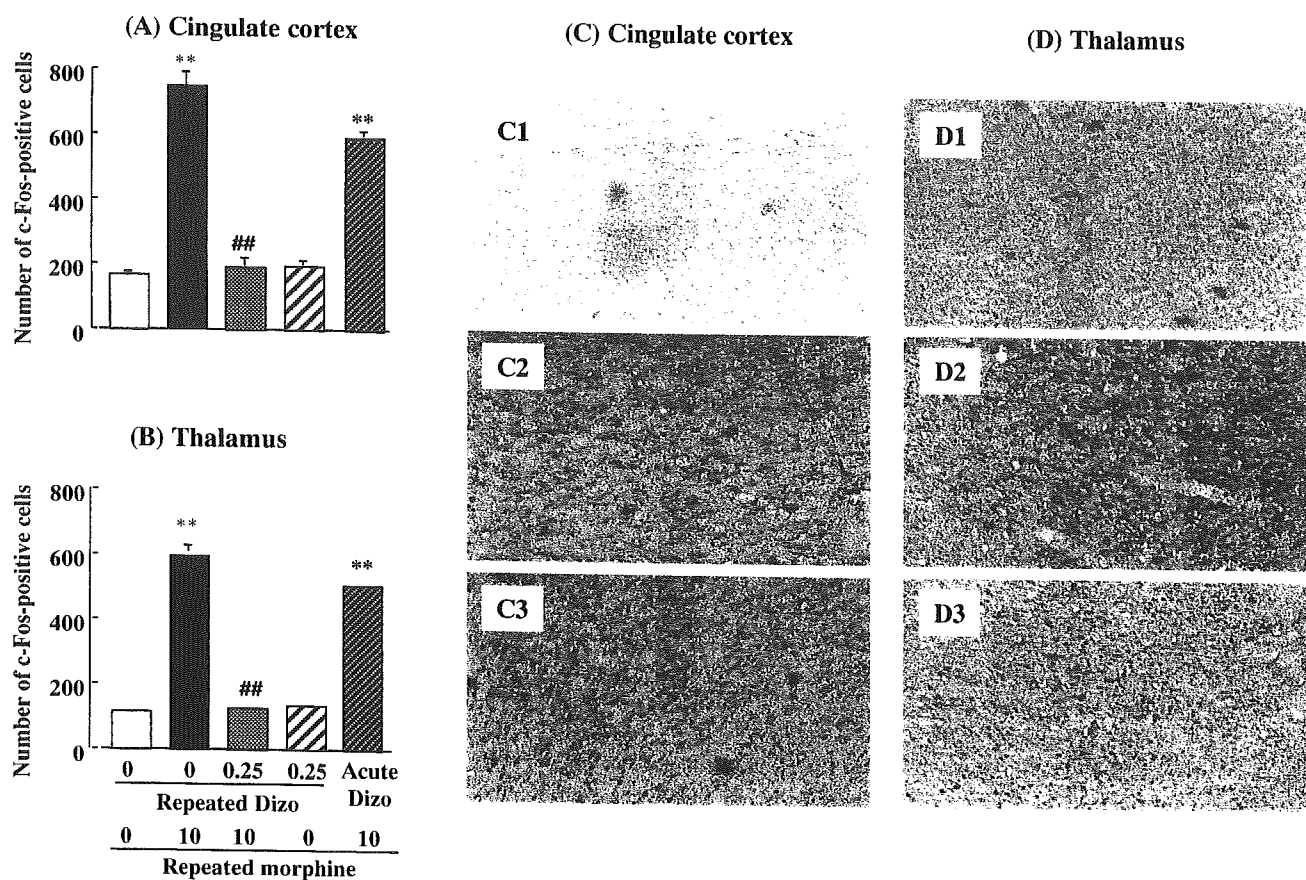 (A) Cingulate cortex
Number of c-Fos-positive cells
800
600
400
200
0
**
##
**
(B) Thalamus
Number of c-Fos-positive cells
800
600
400
200
0
**
##
**
0 0 0.25 0.25 Acute
Repeated Dizo Dizo
0 10 10 0 10
Repeated morphine
(C) Cingulate cortex
C1
C2
C3
(D) Thalamus
D1
D2
D3